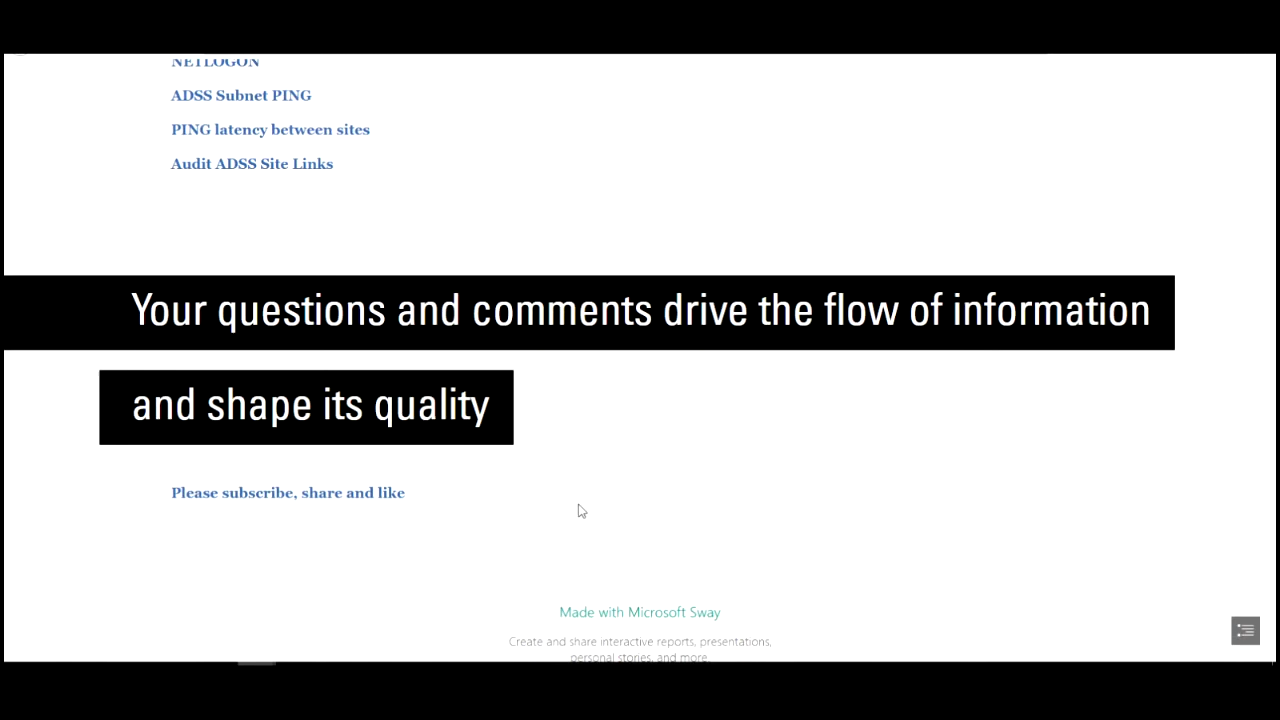 NETLOGON
ADSS Subnet PING
PING latency between sites
Audit ADSS Site Links
Your questions and comments drive the flow of information
and shape its quality
Please subscribe, share and like
Made with Microsoft Sway
Create and share interactive reports, presentations,
personal stories, and more.